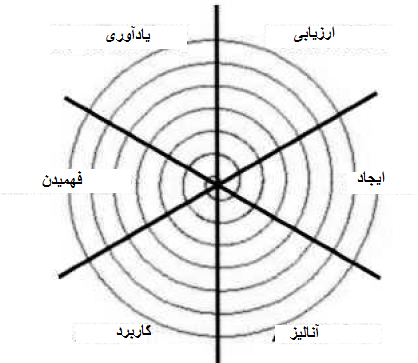 یادآوری
ارزیابی
فهمیدن
ایجاد
کاربرد
آنالیز